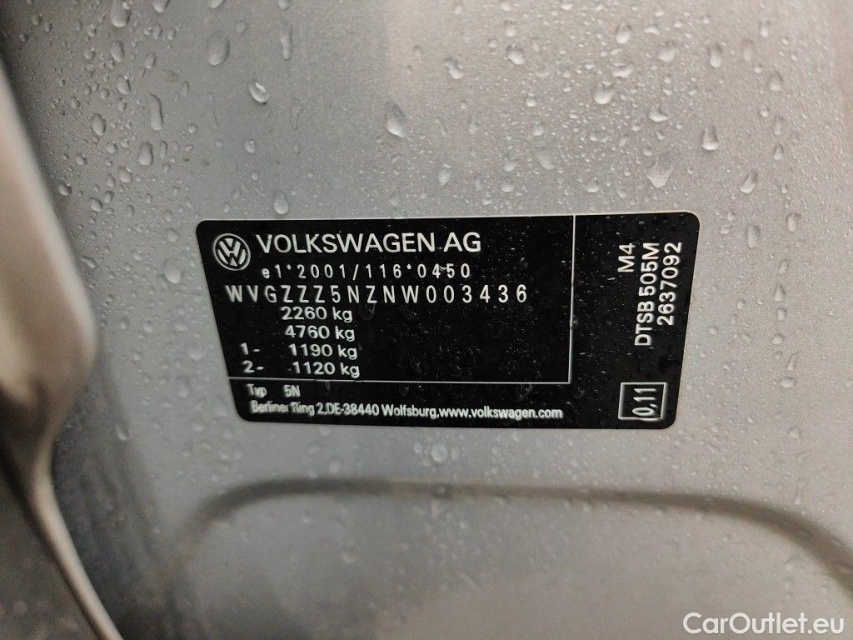 VOLKSWAGEN AG
e1*2001/116*0450
WVGZZZ5NZNW003436
2260 kg
4760 kg
1- 1190 kg
2- 1120 kg
Typ 5N
Berliner Ring 2,DE-38440 Wolfsburg,www.volkswagen.com
M4
DTSB 505M
2637092
0,11
CarOutlet.eu